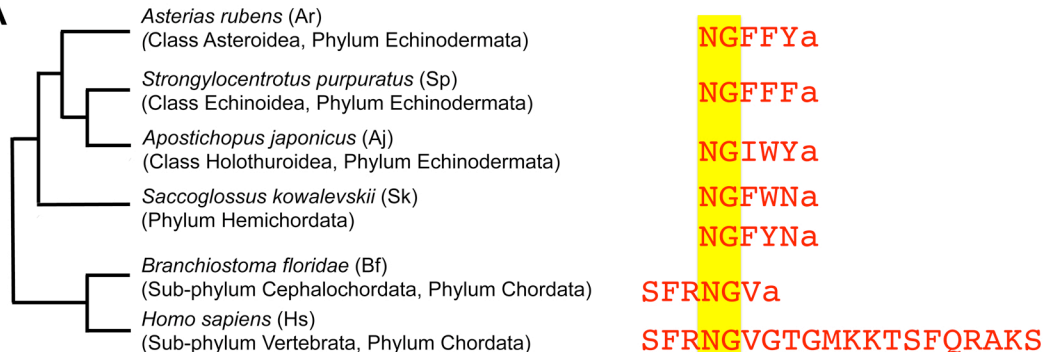 A
Asterias rubens (Ar)
(Class Asteroidea, Phylum Echinodermata)
NGFFYa
Strongylocentrotus purpuratus (Sp)
(Class Echinoidea, Phylum Echinodermata)
NGFFFa
Apostichopus japonicus (Aj)
(Class Holothuroidea, Phylum Echinodermata)
NGIWYa
Saccoglossus kowalevskii (Sk)
(Phylum Hemichordata)
NGFWNa
NGFYNa
Branchiostoma floridae (Bf)
(Sub-phylum Cephalochordata, Phylum Chordata)
SFRNGVa
Homo sapiens (Hs)
(Sub-phylum Vertebrata, Phylum Chordata)
SFRNGVGTGMKKTSFQRAKS